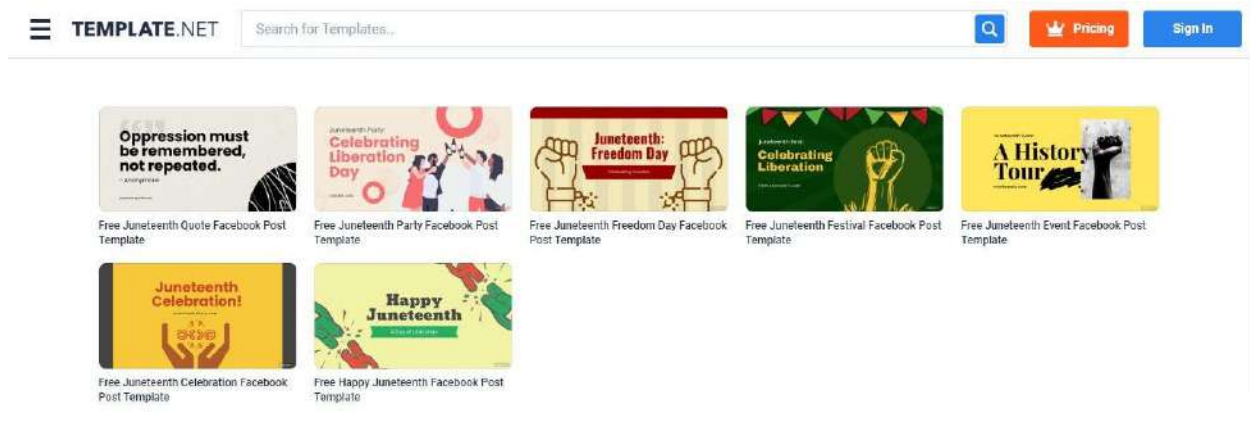 TEMPLATE.NET
Search for Templates...
Pricing
Sign In
Oppression must
be remembered,
not repeated.
- Anonymous
Juneteenth Party:
Celebrating
Liberation
Day
Juneteenth:
Freedom Day
Juneteenth Fest:
Celebrating
Liberation
A History
Tour
Free Juneteenth Quote Facebook Post
Template
Free Juneteenth Party Facebook Post
Template
Free Juneteenth Freedom Day Facebook
Post Template
Free Juneteenth Festival Facebook Post
Template
Free Juneteenth Event Facebook Post
Template
Juneteenth
Celebration!
Happy
Juneteenth
Free Juneteenth Celebration Facebook
Post Template
Free Happy Juneteenth Facebook Post
Template